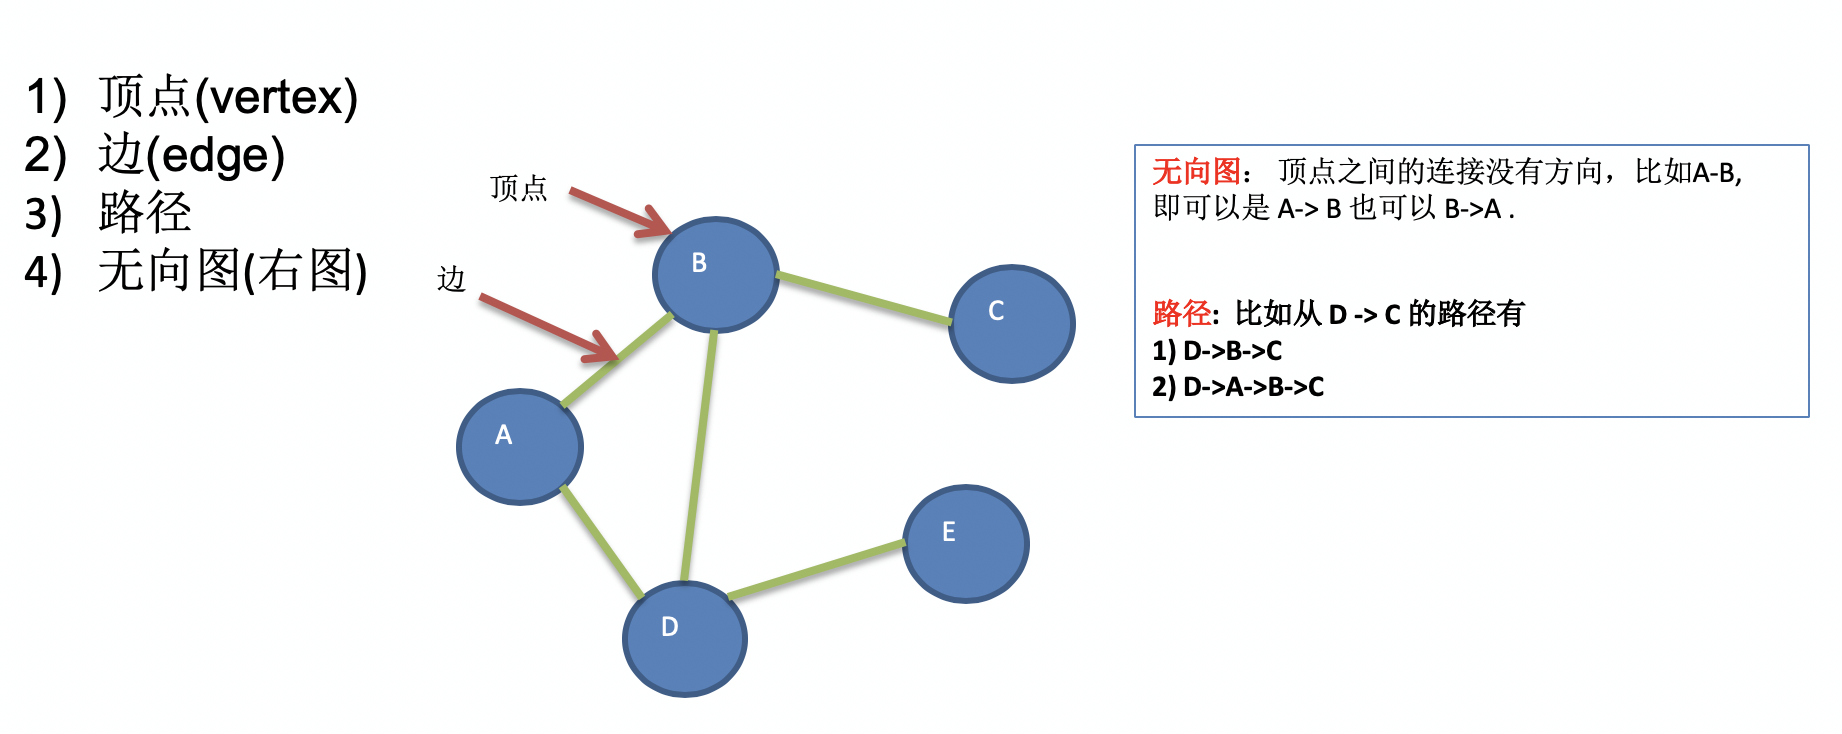 1) 顶点(vertex)
2) 边(edge)
3) 路径
4) 无向图(右图)
顶点
边
B
C
A
E
D
无向图： 顶点之间的连接没有方向，比如A-B,
即可以是 A-> B 也可以 B->A .
路径: 比如从 D -> C 的路径有
1) D->B->C
2) D->A->B->C